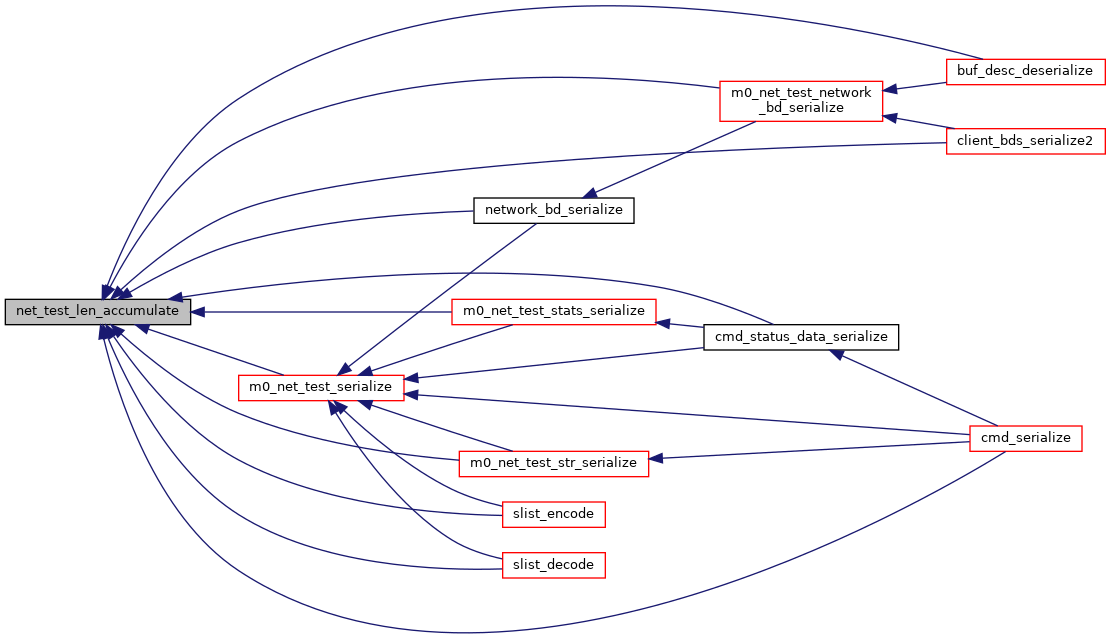 buf_desc_deserialize
m0_net_test_network
_bd_serialize
client_bds_serialize2
network_bd_serialize
net_test_len_accumulate
m0_net_test_stats_serialize
cmd_status_data_serialize
m0_net_test_serialize
cmd_serialize
m0_net_test_str_serialize
slist_encode
slist_decode